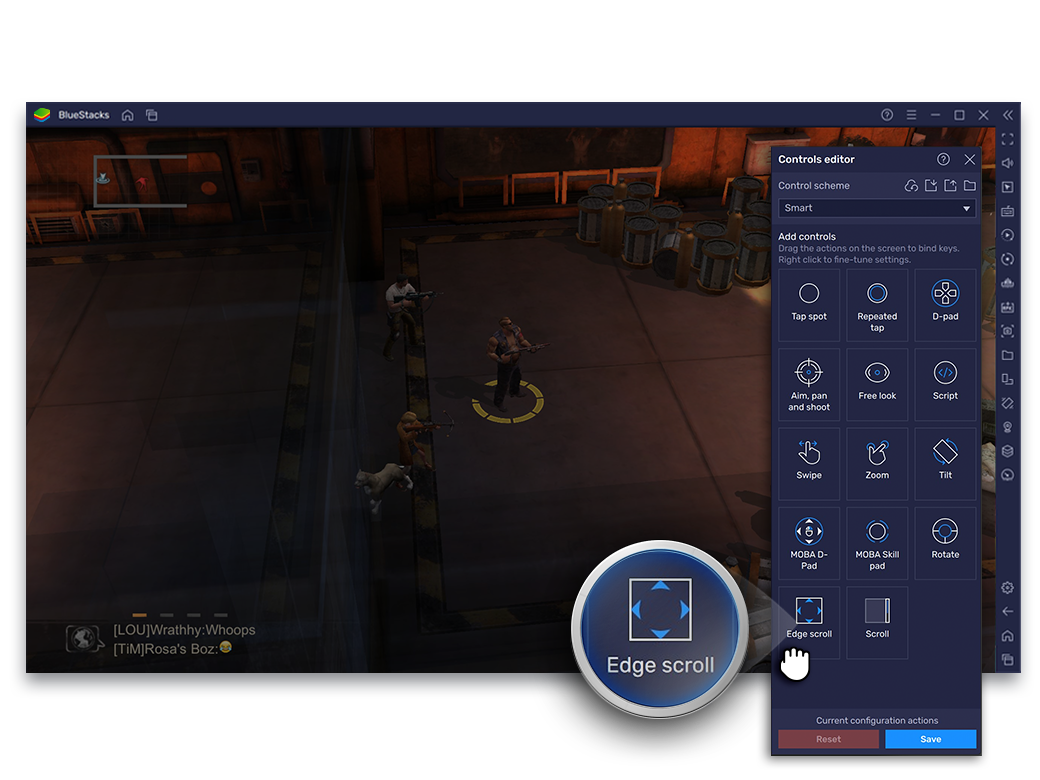 BlueStacks
Controls editor
Control scheme
Smart
Add controls
Drag the actions on the screen to bind keys.
Right click to fine-tune settings.
Tap spot
Repeated
tap
D-pad
Aim, pan
and shoot
Free look
Script
Swipe
Zoom
Tilt
MOBA D-
Pad
MOBA Skill
pad
Rotate
Edge scroll
Scroll
Edge scroll
[LOU]Wrathhy:Whoops
[TiM]Rosa's Boz:
Current configuration actions
Reset
Save